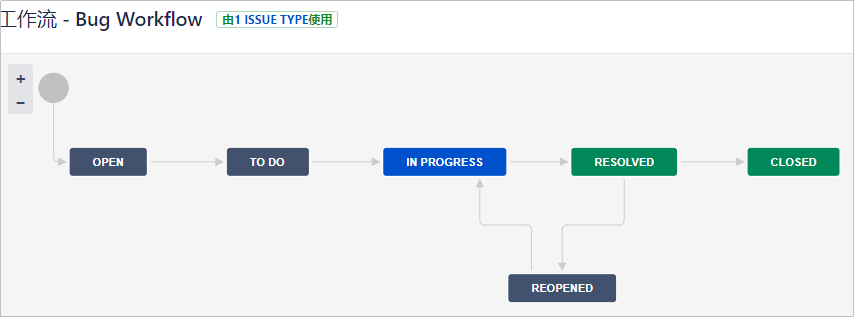 工作流 - Bug Workflow 由1 ISSUE TYPE使用
+
−
OPEN TO DO IN PROGRESS RESOLVED CLOSED
REOPENED